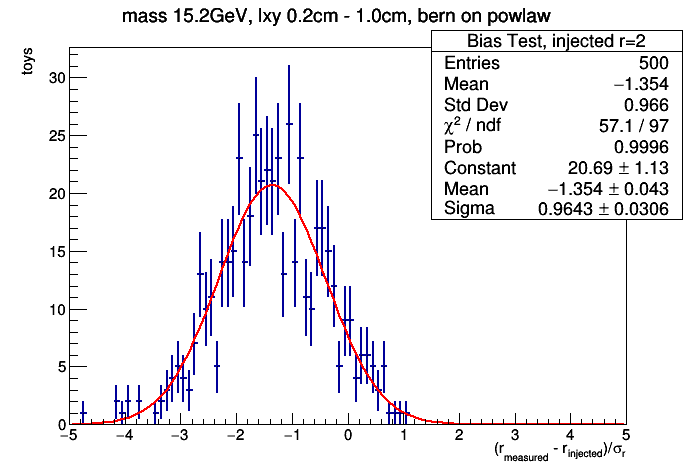 mass 15.2GeV, lxy 0.2cm - 1.0cm, bern on powlaw
toys
Bias Test, injected r=2
Entries 500
Mean −1.354
Std Dev 0.966
χ² / ndf 57.1 / 97
Prob 0.9996
Constant 20.69 ± 1.13
Mean −1.354 ± 0.043
Sigma 0.9643 ± 0.0306
30
25
20
15
10
5
0
−5 −4 −3 −2 −1 0 1 2 3 4 5
(r_measured - r_injected)/σ_r